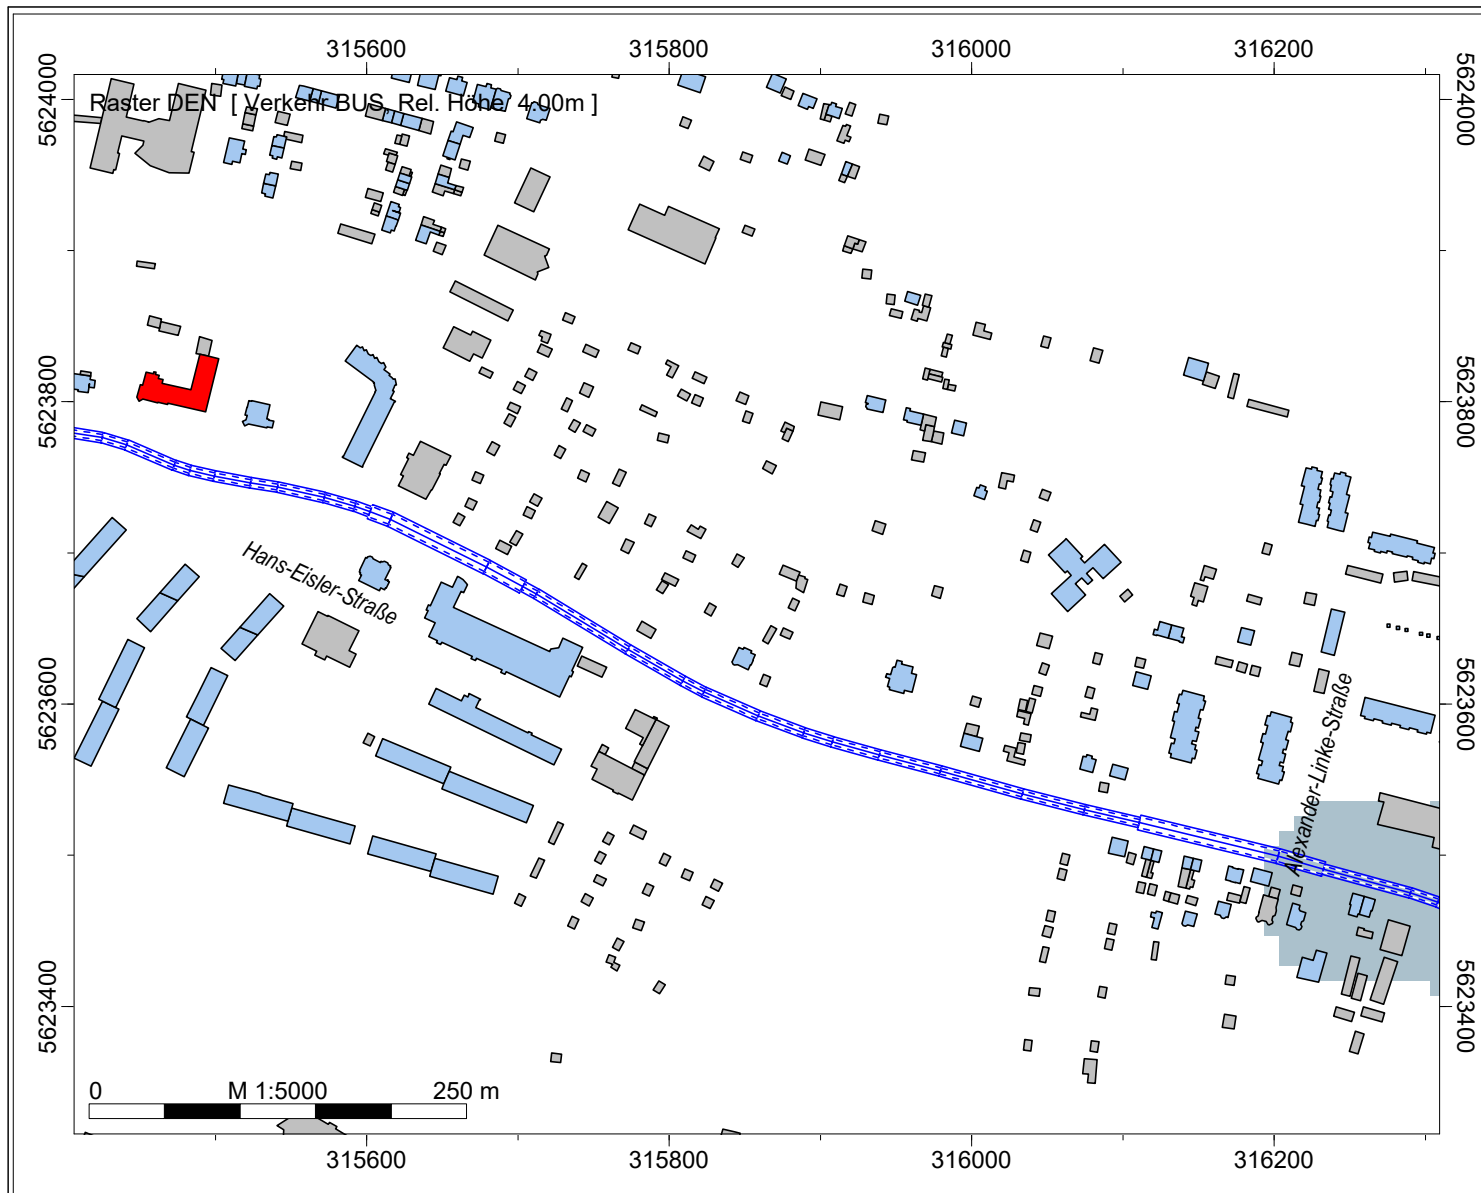 315600 315800 316000 316200
5624000 5624000
Raster DEN [ Verkehr BUS, Rel. Höhe 4.00m ]
5623800 5623800
Hans-Eisler-Straße
5623600 5623600
Alexander-Linke-Straße
5623400 5623400
0 M 1:5000 250 m
315600 315800 316000 316200